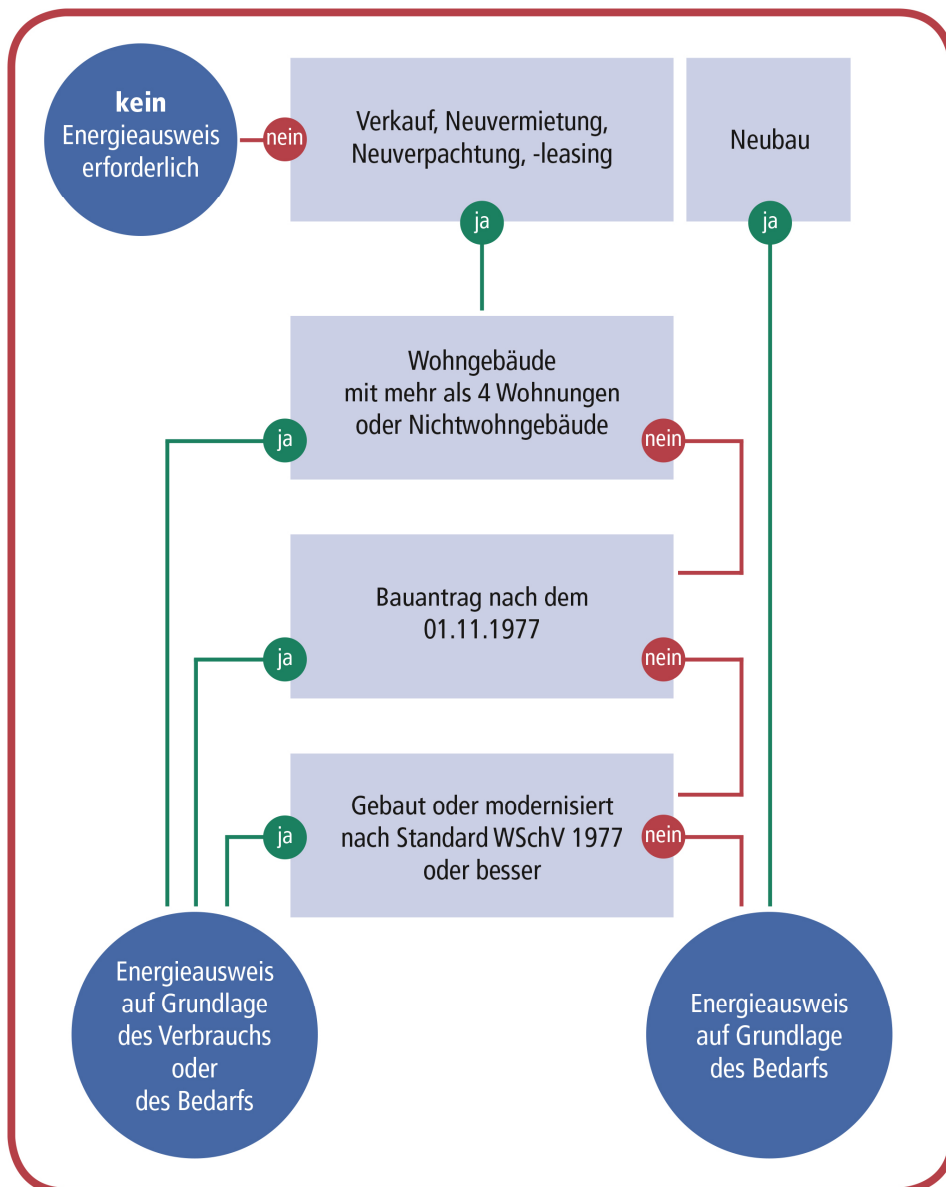 kein
Energieausweis
erforderlich
nein
Verkauf, Neuvermietung,
Neuverpachtung, -leasing
ja
Neubau
ja
Wohngebäude
mit mehr als 4 Wohnungen
oder Nichtwohngebäude
ja
nein
Bauantrag nach dem
01.11.1977
ja
nein
Gebaut oder modernisiert
nach Standard WSchV 1977
oder besser
ja
nein
Energieausweis
auf Grundlage
des Verbrauchs
oder
des Bedarfs
Energieausweis
auf Grundlage
des Bedarfs